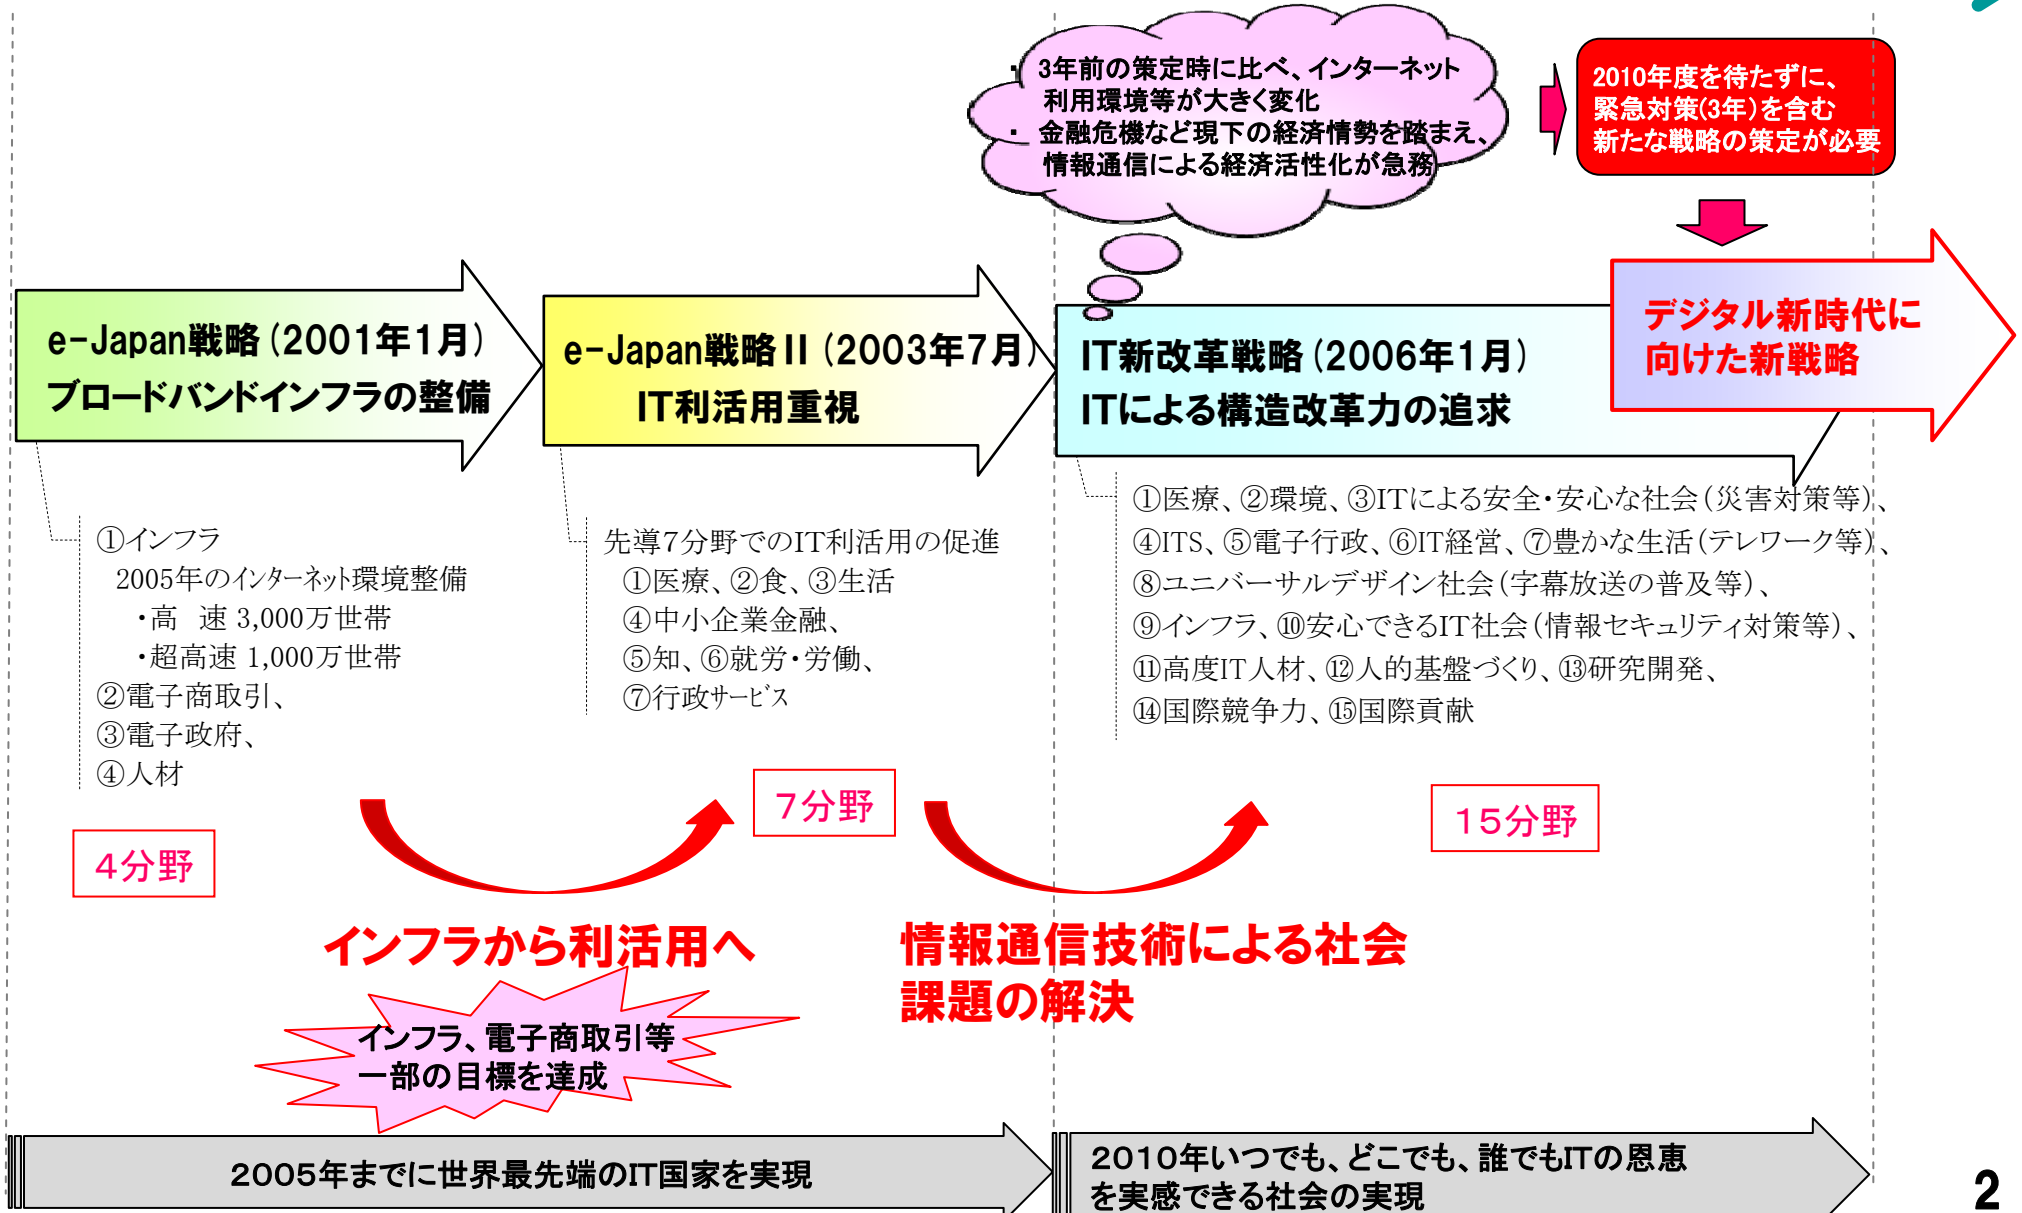 ・ 3年前の策定時に比べ、インターネット
利用環境等が大きく変化
・ 金融危機など現下の経済情勢を踏まえ、
情報通信による経済活性化が急務
2010年度を待たずに、
緊急対策(3年)を含む
新たな戦略の策定が必要
e-Japan戦略(2001年1月)
ブロードバンドインフラの整備
e-Japan戦略Ⅱ(2003年7月)
IT利活用重視
IT新改革戦略(2006年1月)
ITによる構造改革力の追求
デジタル新時代に
向けた新戦略
①インフラ
2005年のインターネット環境整備
・高 速 3,000万世帯
・超高速 1,000万世帯
②電子商取引、
③電子政府、
④人材
先導7分野でのIT利活用の促進
①医療、②食、③生活
④中小企業金融、
⑤知、⑥就労・労働、
⑦行政サービス
①医療、②環境、③ITによる安全・安心な社会(災害対策等)、
④ITS、⑤電子行政、⑥IT経営、⑦豊かな生活(テレワーク等)、
⑧ユニバーサルデザイン社会(字幕放送の普及等)、
⑨インフラ、⑩安心できるIT社会(情報セキュリティ対策等)、
⑪高度IT人材、⑫人的基盤づくり、⑬研究開発、
⑭国際競争力、⑮国際貢献
4分野
7分野
15分野
インフラから利活用へ
情報通信技術による社会
課題の解決
インフラ、電子商取引等
一部の目標を達成
2005年までに世界最先端のIT国家を実現
2010年いつでも、どこでも、誰でもITの恩恵
を実感できる社会の実現
2